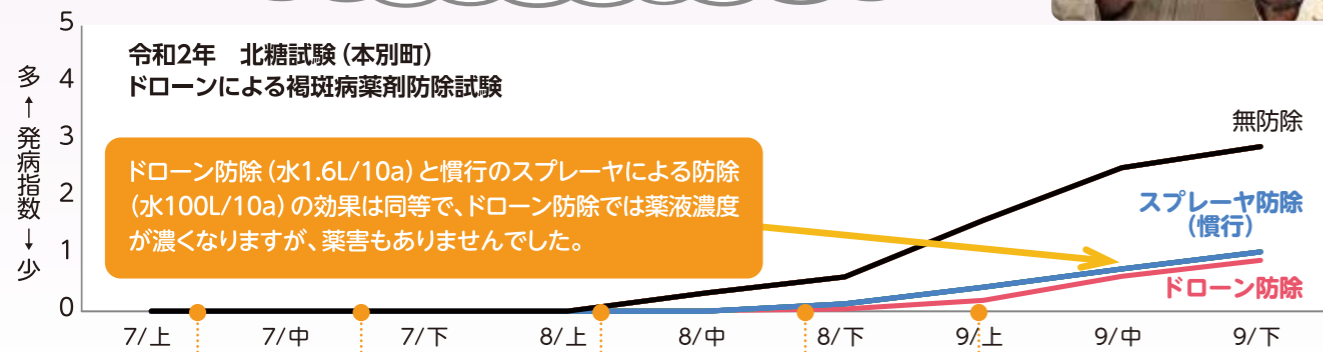 5
令和2年　北糖試験（本別町）
ドローンによる褐斑病薬剤防除試験
4
3
2
1
0
多
↑
発病指数
↓
少
ドローン防除（水1.6L/10a）と慣行のスプレーヤによる防除
（水100L/10a）の効果は同等で、ドローン防除では薬液濃度
が濃くなりますが、薬害もありませんでした。
無防除
スプレーヤ防除
（慣行）
ドローン防除
7/上 7/中 7/下 8/上 8/中 8/下 9/上 9/中 9/下